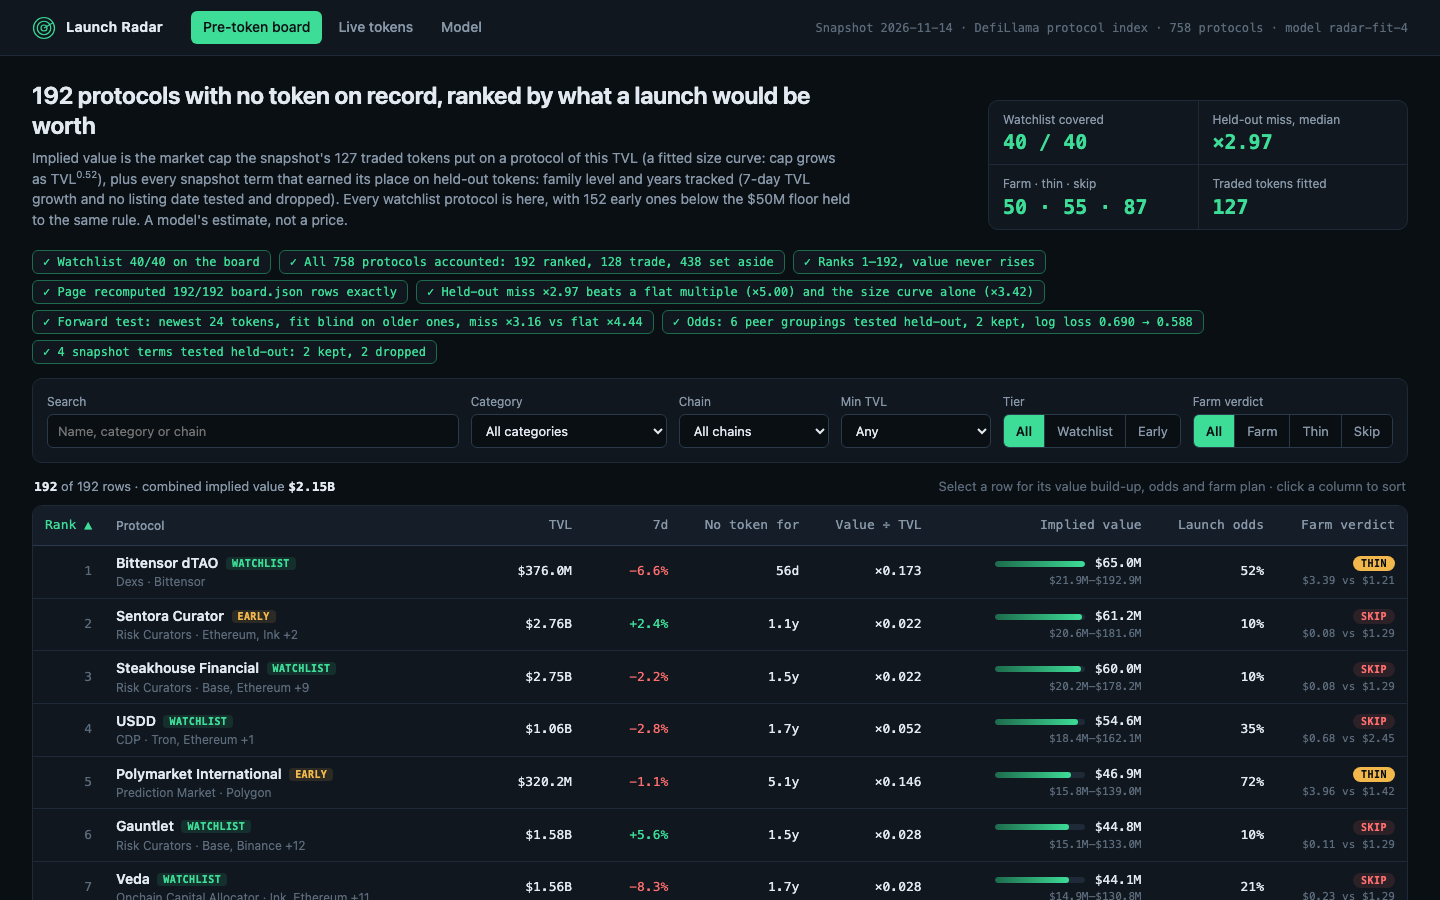 Launch Radar
Pre-token board
Live tokens
Model
Snapshot 2026-11-14 · DefiLlama protocol index · 758 protocols · model radar-fit-4
192 protocols with no token on record, ranked by what a launch would be
worth
Implied value is the market cap the snapshot's 127 traded tokens put on a protocol of this TVL (a fitted size curve: cap grows
as TVL0.52), plus every snapshot term that earned its place on held-out tokens: family level and years tracked (7-day TVL
growth and no listing date tested and dropped). Every watchlist protocol is here, with 152 early ones below the $50M floor held
to the same rule. A model's estimate, not a price.
Watchlist covered
40 / 40
Held-out miss, median
×2.97
Farm · thin · skip
50 · 55 · 87
Traded tokens fitted
127
✓ Watchlist 40/40 on the board
✓ All 758 protocols accounted: 192 ranked, 128 trade, 438 set aside
✓ Ranks 1–192, value never rises
✓ Page recomputed 192/192 board.json rows exactly
✓ Held-out miss ×2.97 beats a flat multiple (×5.00) and the size curve alone (×3.42)
✓ Forward test: newest 24 tokens, fit blind on older ones, miss ×3.16 vs flat ×4.44
✓ Odds: 6 peer groupings tested held-out, 2 kept, log loss 0.690 → 0.588
✓ 4 snapshot terms tested held-out: 2 kept, 2 dropped
Search
Category
Chain
Min TVL
Tier
Farm verdict
Name, category or chain
All categories
All chains
Any
All Watchlist Early
All Farm Thin Skip
192 of 192 rows · combined implied value $2.15B
Select a row for its value build-up, odds and farm plan · click a column to sort
Rank ▲ Protocol TVL 7d No token for Value ÷ TVL Implied value Launch odds Farm verdict
1 Bittensor dTAO WATCHLIST $376.0M −6.6% 56d ×0.173 $65.0M 52% THIN
Dexs · Bittensor $21.9M–$192.9M $3.39 vs $1.21
2 Sentora Curator EARLY $2.76B +2.4% 1.1y ×0.022 $61.2M 10% SKIP
Risk Curators · Ethereum, Ink +2 $20.6M–$181.6M $0.08 vs $1.29
3 Steakhouse Financial WATCHLIST $2.75B −2.2% 1.5y ×0.022 $60.0M 10% SKIP
Risk Curators · Base, Ethereum +9 $20.2M–$178.2M $0.08 vs $1.29
4 USDD WATCHLIST $1.06B −2.8% 1.7y ×0.052 $54.6M 35% SKIP
CDP · Tron, Ethereum +1 $18.4M–$162.1M $0.68 vs $2.45
5 Polymarket International EARLY $320.2M −1.1% 5.1y ×0.146 $46.9M 72% THIN
Prediction Market · Polygon $15.8M–$139.0M $3.96 vs $1.42
6 Gauntlet WATCHLIST $1.58B +5.6% 1.5y ×0.028 $44.8M 10% SKIP
Risk Curators · Base, Binance +12 $15.1M–$133.0M $0.11 vs $1.29
7 Veda WATCHLIST $1.56B −8.3% 1.7y ×0.028 $44.1M 21% SKIP
Onchain Capital Allocator · Ink, Ethereum +11 $14.9M–$130.8M $0.23 vs $1.29